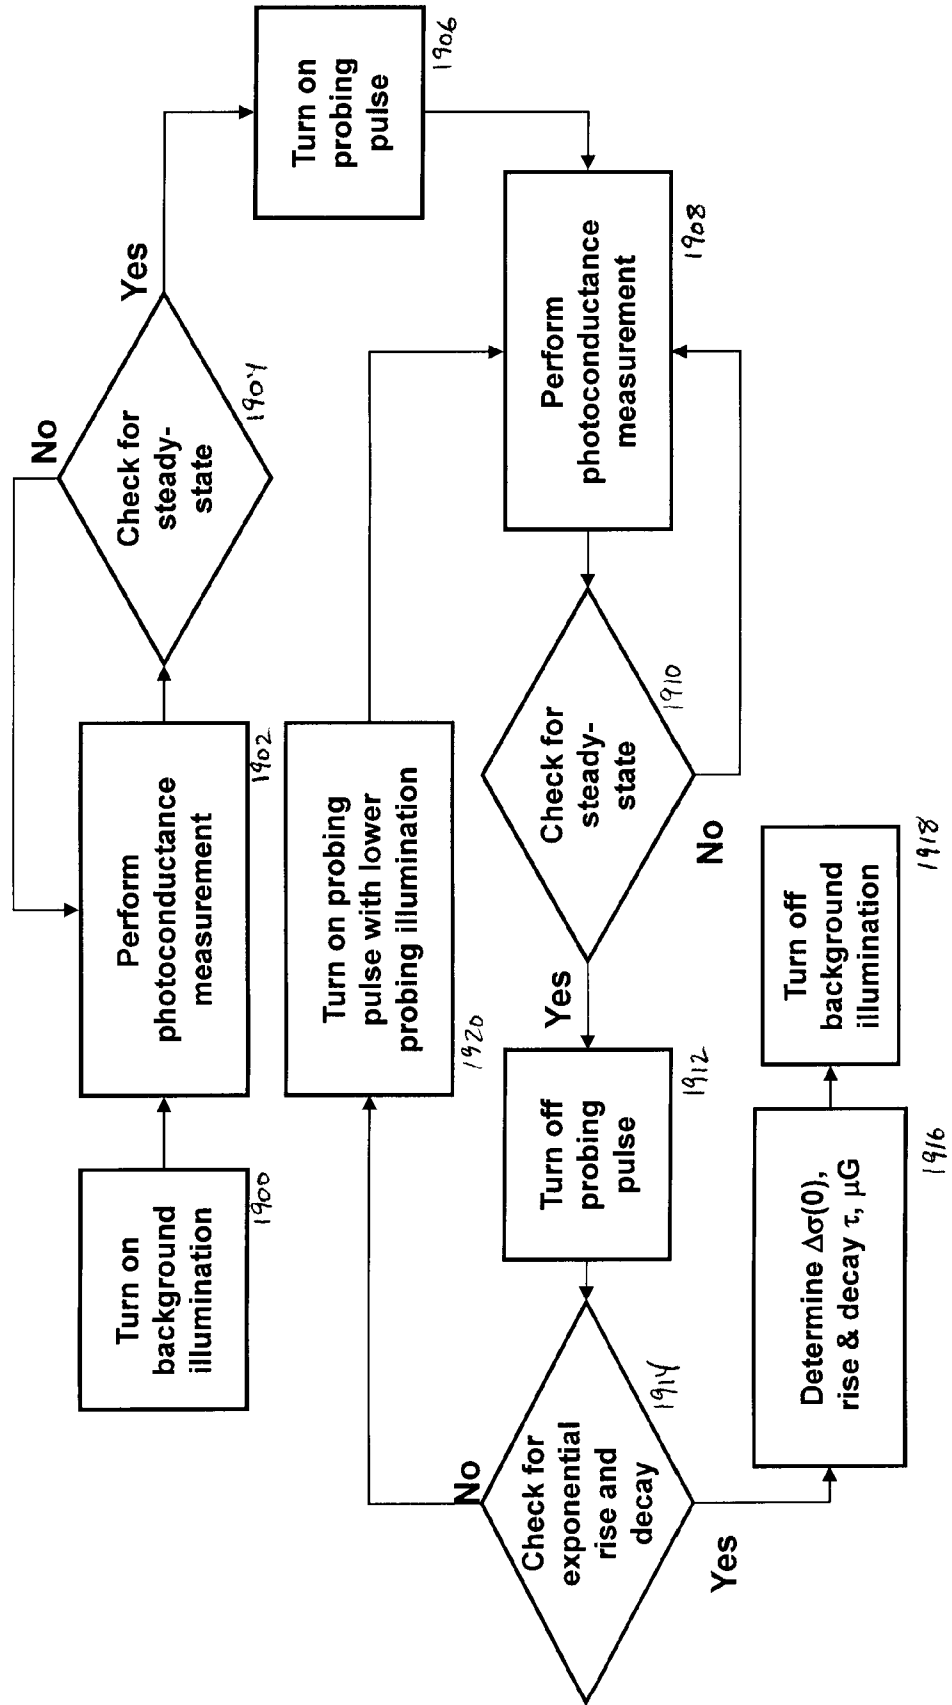 Turn on
background
illumination
1900
Perform
photoconductance
measurement
1902
Check for
steady-
state
1904
No
Yes
Turn on
probing
pulse
1906
Perform
photoconductance
measurement
1908
Check for
steady-
state
1910
No
Yes
Turn off
probing
pulse
1912
Check for
exponential
rise and
decay
1914
No
Yes
Turn on probing
pulse with lower
probing illumination
1920
Determine Δσ(0),
rise & decay τ, μG
1916
Turn off
background
illumination
1918